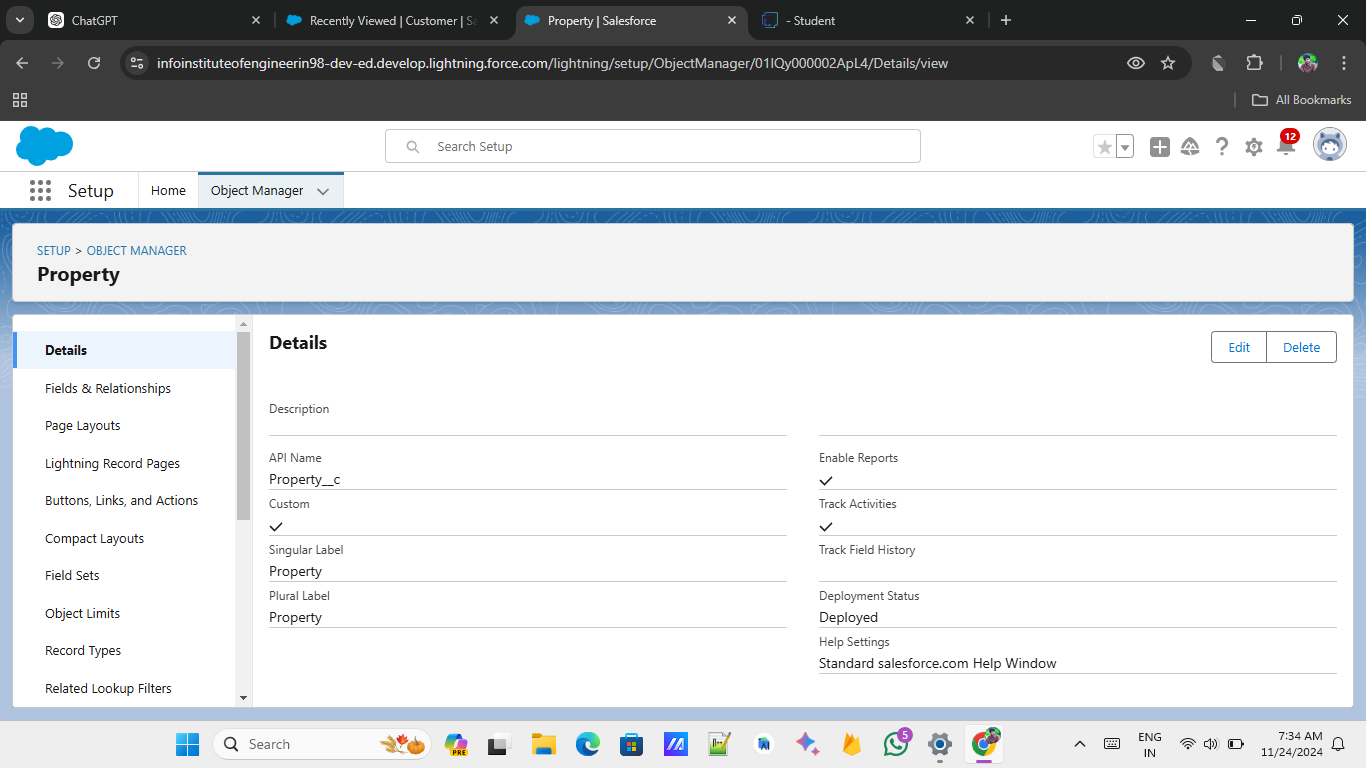 ChatGPT
Recently Viewed | Customer | Sa
Property | Salesforce
- Student
infoinstituteofengineerin98-dev-ed.develop.lightning.force.com/lightning/setup/ObjectManager/01IQy000002ApL4/Details/view
All Bookmarks
Search Setup
12
Setup
Home
Object Manager
SETUP > OBJECT MANAGER
Property
Details
Fields & Relationships
Page Layouts
Lightning Record Pages
Buttons, Links, and Actions
Compact Layouts
Field Sets
Object Limits
Record Types
Related Lookup Filters
Details
Edit
Delete
Description
API Name
Property__c
Custom
Singular Label
Property
Plural Label
Property
Enable Reports
Track Activities
Track Field History
Deployment Status
Deployed
Help Settings
Standard salesforce.com Help Window
Search
PRE
5
ENG
IN
7:34 AM
11/24/2024